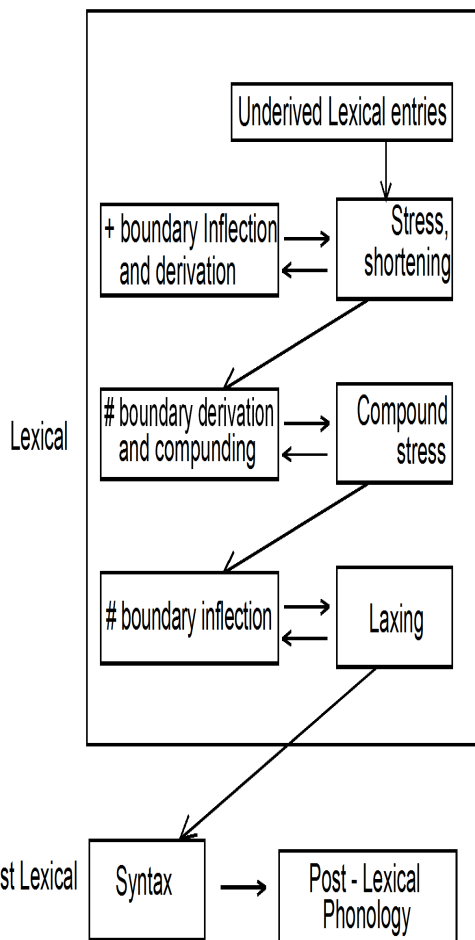 Underived Lexical entries
+ boundary Inflection
and derivation
Stress,
shortening
Lexical
# boundary derivation
and compunding
Compound
stress
# boundary inflection
Laxing
st Lexical
Syntax
Post - Lexical
Phonology